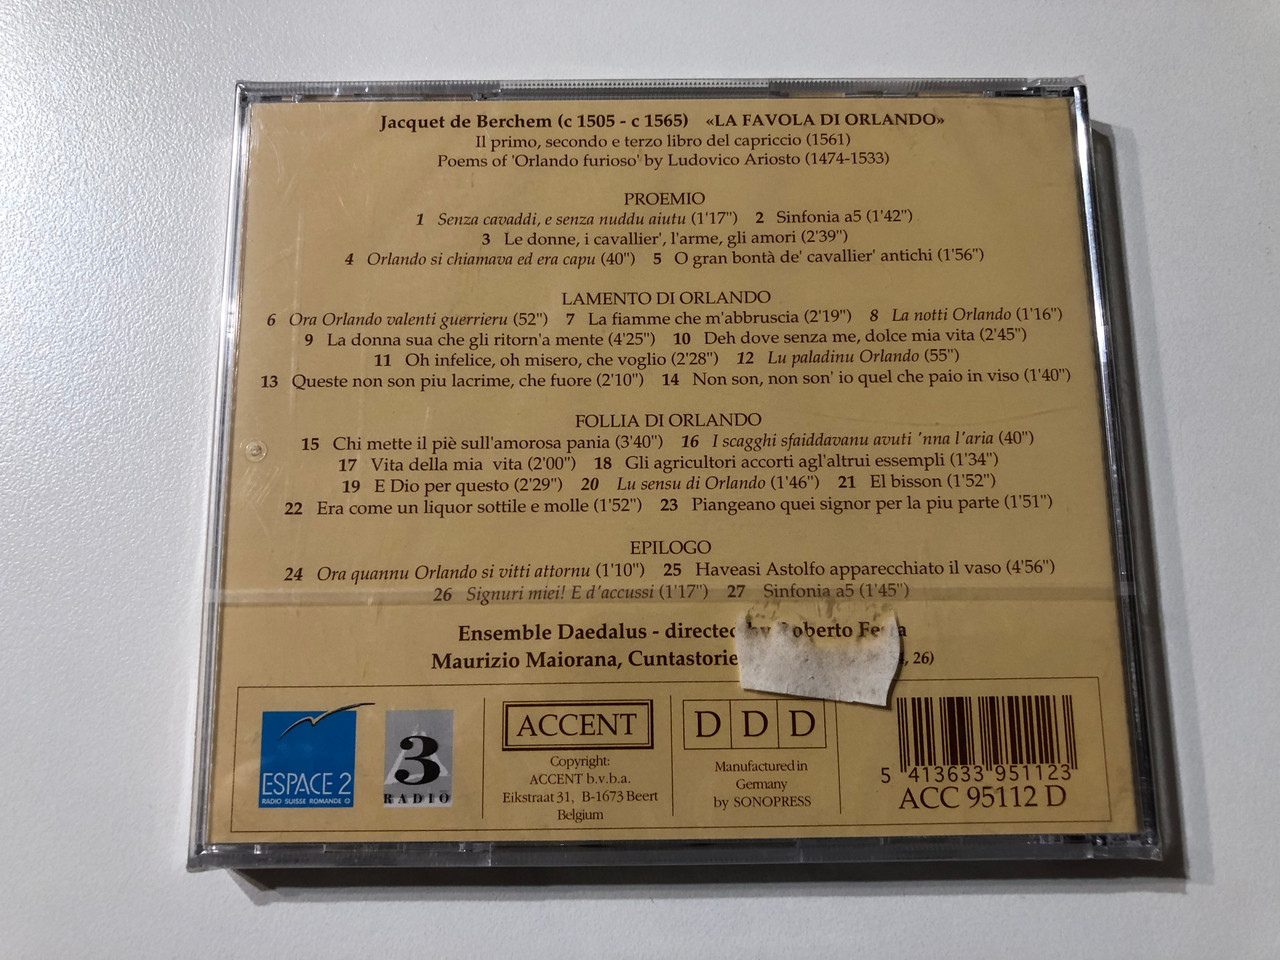 Jacquet de Berchem (c 1505 - c 1565) «LA FAVOLA DI ORLANDO»
Il primo, secondo e terzo libro del capriccio (1561)
Poems of 'Orlando furioso' by Ludovico Ariosto (1474-1533)
PROEMIO
1 Senza cavaddi, e senza nuddu aiutu (1'17") 2 Sinfonia a5 (1'42")
3 Le donne, i cavallier', l'arme, gli amori (2'39")
4 Orlando si chiamava ed era capu (40") 5 O gran bontà de' cavallier' antichi (1'56")
LAMENTO DI ORLANDO
6 Ora Orlando valenti guerrieru (52") 7 La fiamme che m'abbruscia (2'19") 8 La notti Orlando (1'16")
9 La donna sua che gli ritorn'a mente (4'25") 10 Deh dove senza me, dolce mia vita (2'45")
11 Oh infelice, oh misero, che voglio (2'28") 12 Lu paladinu Orlando (55")
13 Queste non son piu lacrime, che fuore (2'10") 14 Non son, non son' io quel che paio in viso (1'40")
FOLLIA DI ORLANDO
15 Chi mette il piè sull'amorosa pania (3'40") 16 I scagghi sfaiddavanu avuti 'nna l'aria (40")
17 Vita della mia vita (2'00") 18 Gli agricultori accorti agl'altrui essempli (1'34")
19 E Dio per questo (2'29") 20 Lu sensu di Orlando (1'46") 21 El bisson (1'52")
22 Era come un liquor sottile e molle (1'52") 23 Piangeano quei signor per la piu parte (1'51")
EPILOGO
24 Ora quannu Orlando si vitti attornu (1'10") 25 Haveasi Astolfo apparecchiato il vaso (4'56")
26 Signuri miei! E d'accussi (1'17") 27 Sinfonia a5 (1'45")
Ensemble Daedalus - directed by Roberto Festa
Maurizio Maiorana, Cuntastorie 26)
ESPACE 2
RADIO SUISSE ROMANDE
A
3
RADIO
ACCENT
Copyright:
ACCENT b.v.b.a.
Eikstraat 31, B-1673 Beert
Belgium
D D D
Manufactured in
Germany
by SONOPRESS
5 413633 951123
ACC 95112 D